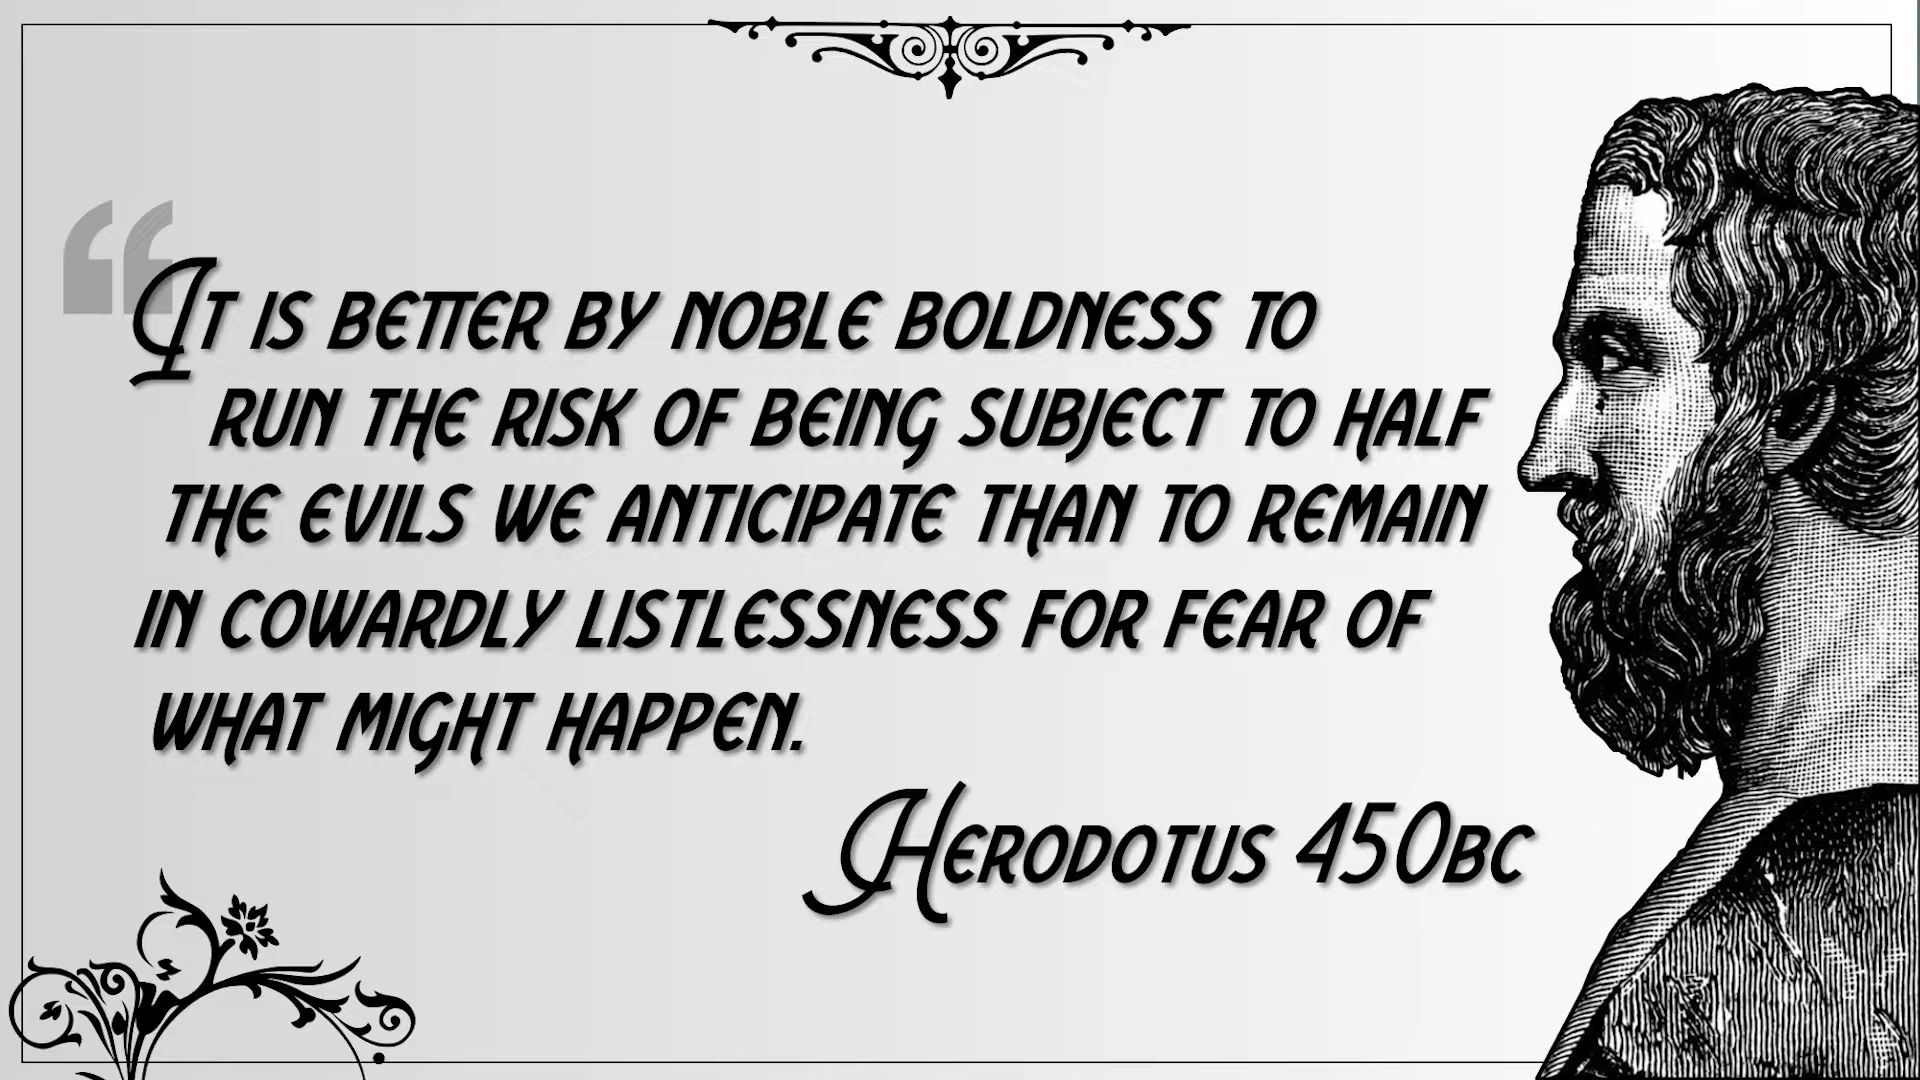 “It is better by noble boldness to
run the risk of being subject to half
the evils we anticipate than to remain
in cowardly listlessness for fear of
what might happen.
Herodotus 450bc